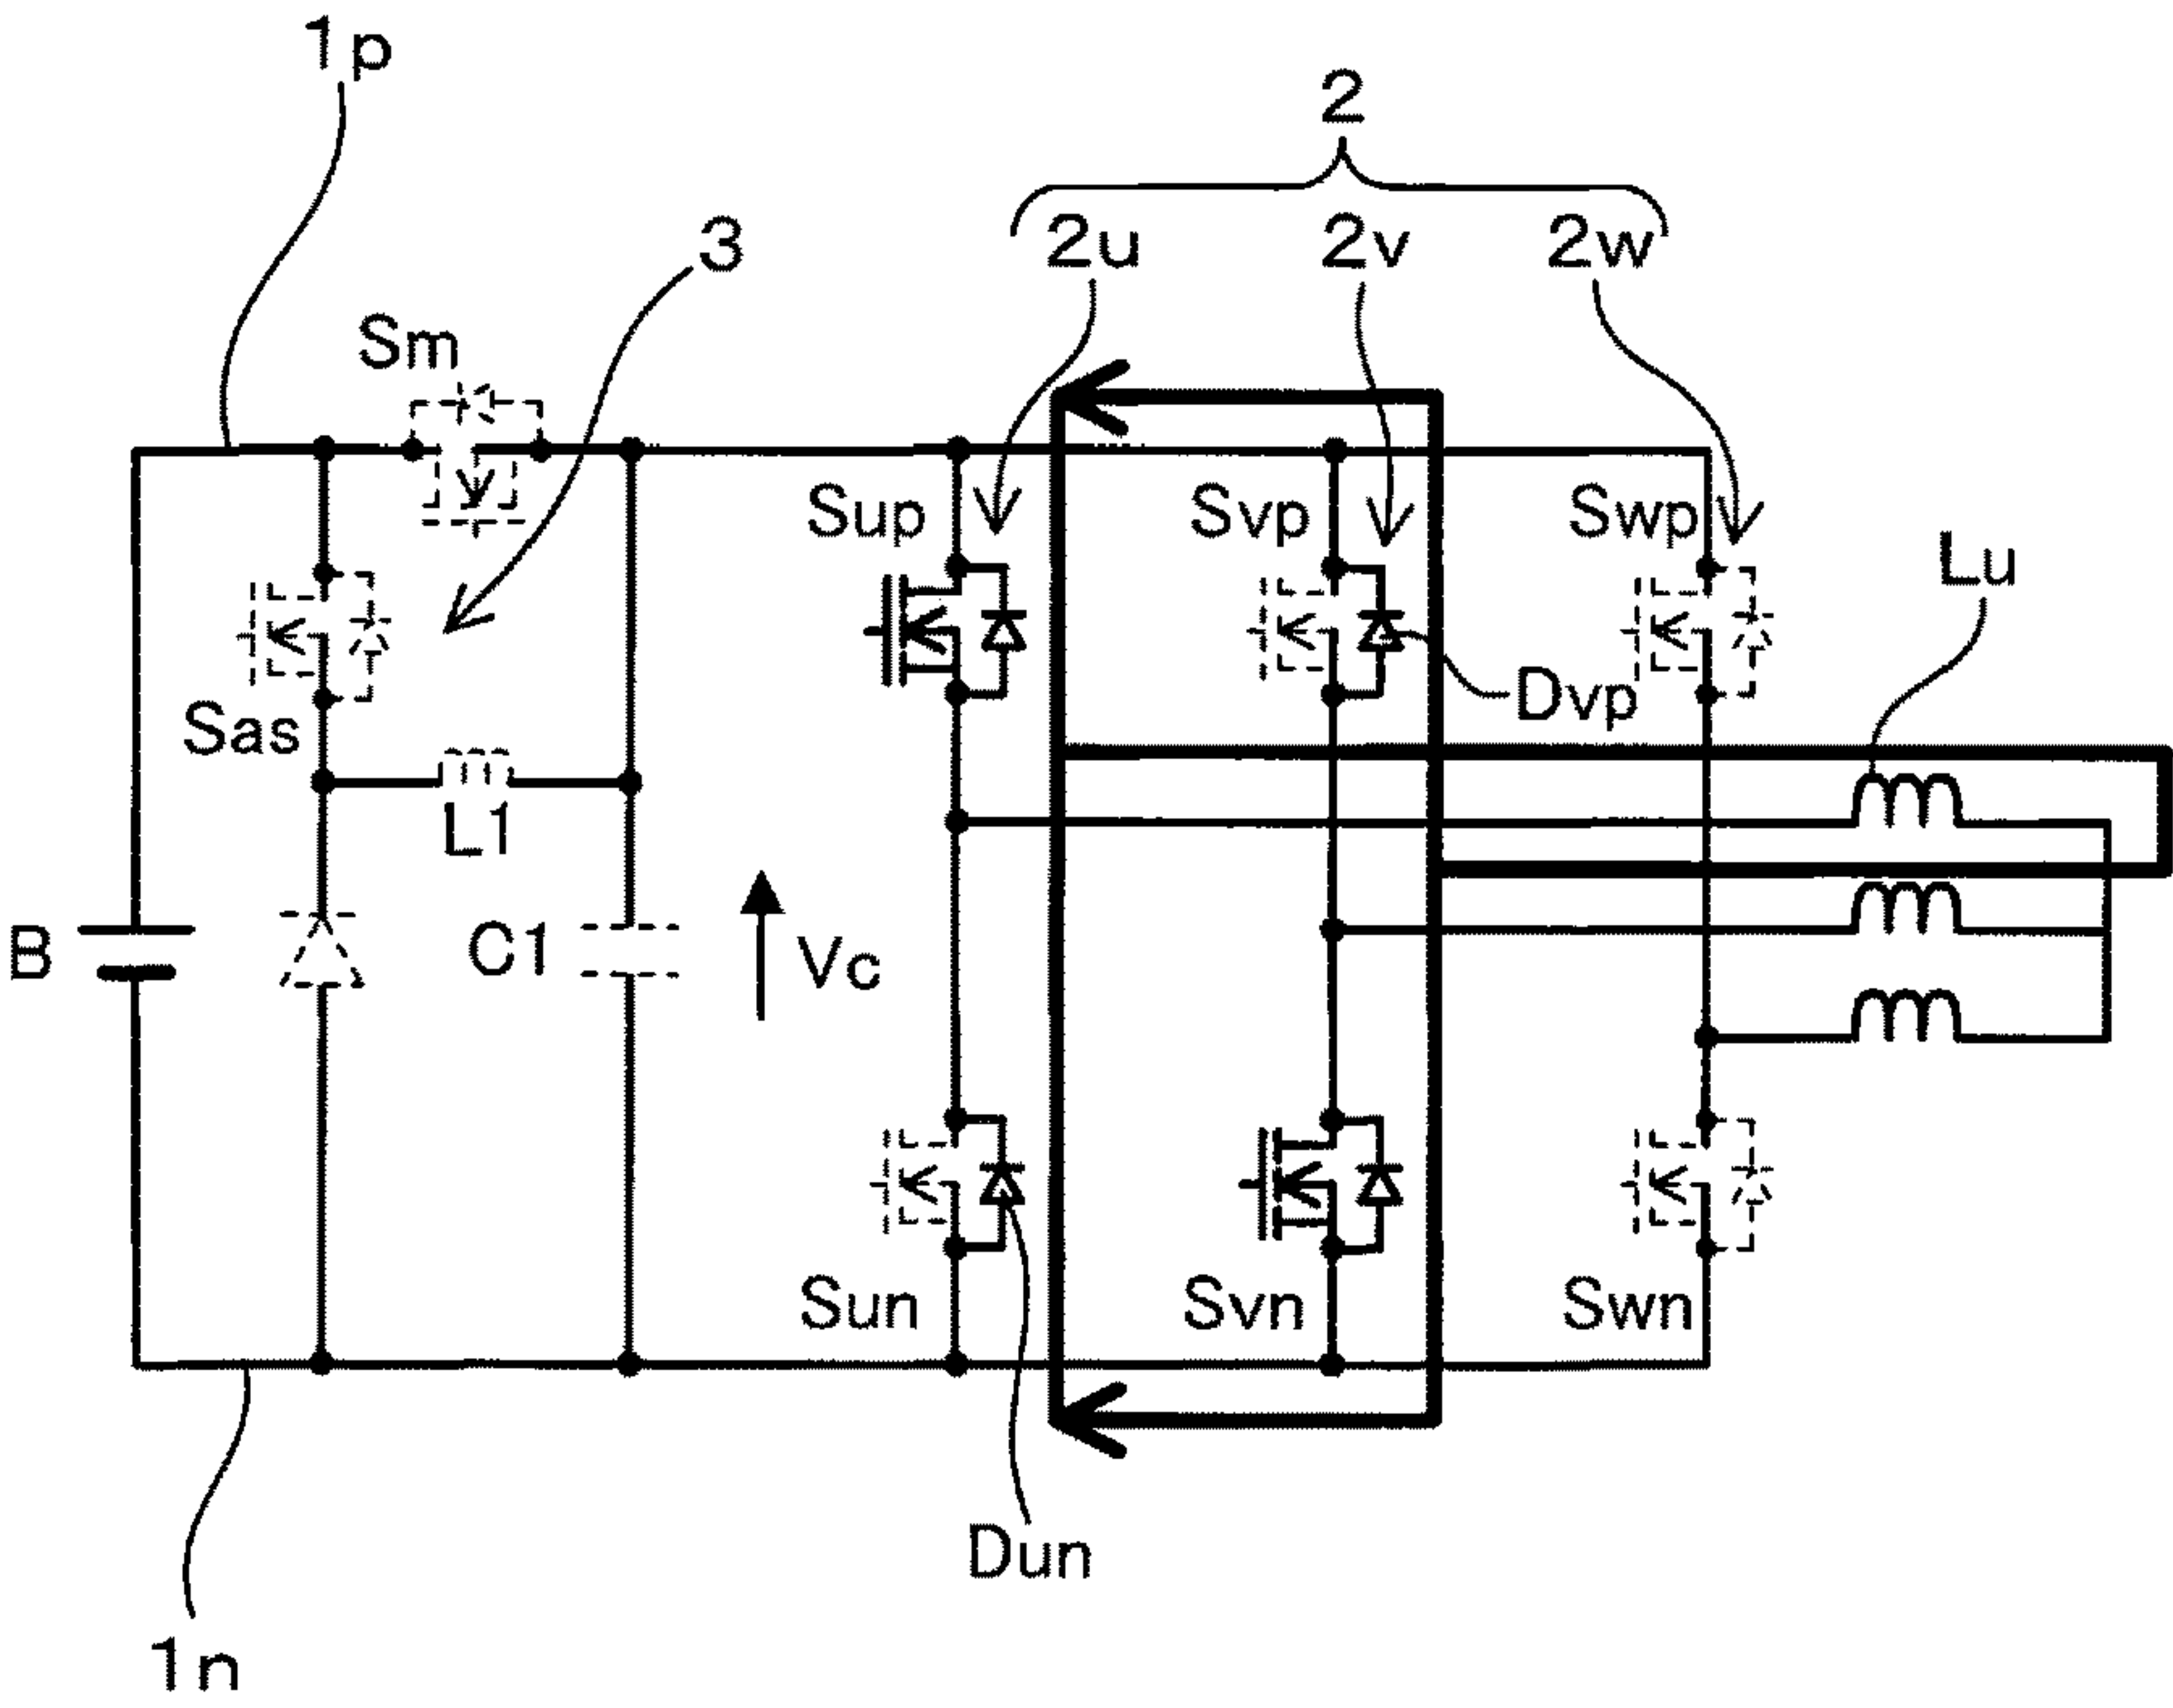 1p
2
3
2u 2v 2w
Sm
Sup Svp Swp
Lu
Dvp
Sas
L1
B
C1
Vc
Sun Svn Swn
Dun
1n